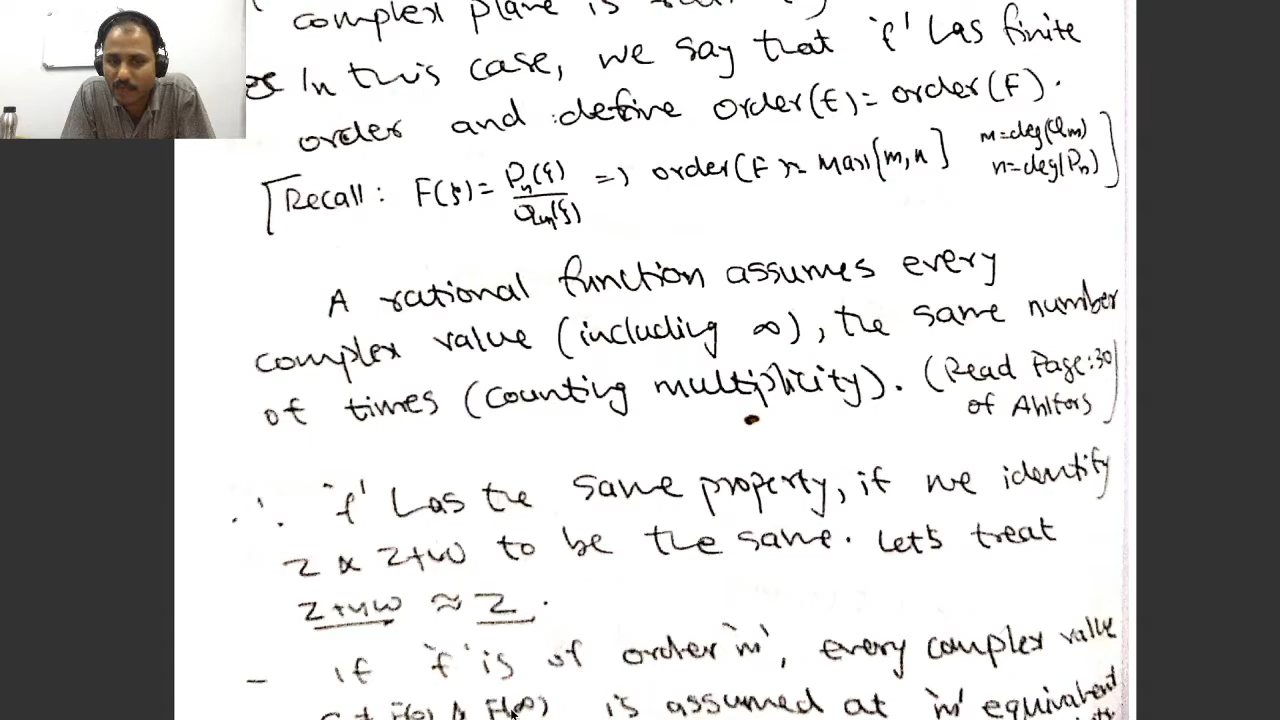 complex plane is
In this case, we say that 'f' has finite
order and define order(f) = order(F).
[Recall: F(ζ) = Pn(ζ)/Qm(ζ) => order(F) = Max{m,n} m=deg(Qm) n=deg(Pn)]
A rational function assumes every
complex value (including ∞), the same number
of times (counting multiplicity). (Read Page:30
of Ahlfors)
∴ 'f' has the same property, if we identify
z & z+ω to be the same. Let's treat
z+nω ≈ z.
- If 'f' is of order 'm', every complex value
c ≠ F(0) & F(∞) is assumed at 'm' equivalent